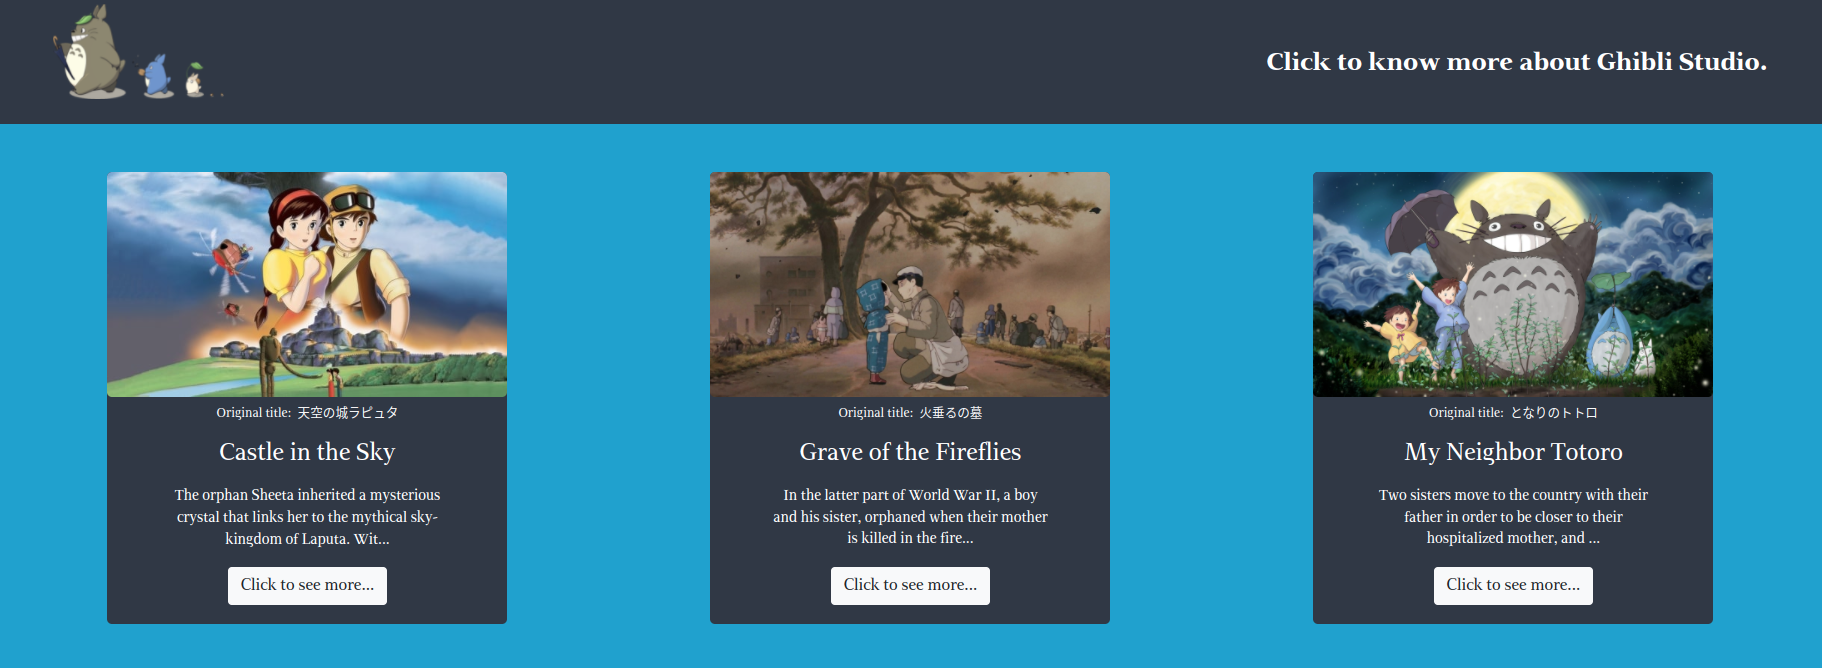 Click to know more about Ghibli Studio.
Original title: 天空の城ラピュタ
Castle in the Sky
The orphan Sheeta inherited a mysterious
crystal that links her to the mythical sky-
kingdom of Laputa. Wit...
Click to see more...
Original title: 火垂るの墓
Grave of the Fireflies
In the latter part of World War II, a boy
and his sister, orphaned when their mother
is killed in the fire...
Click to see more...
Original title: となりのトトロ
My Neighbor Totoro
Two sisters move to the country with their
father in order to be closer to their
hospitalized mother, and ...
Click to see more...